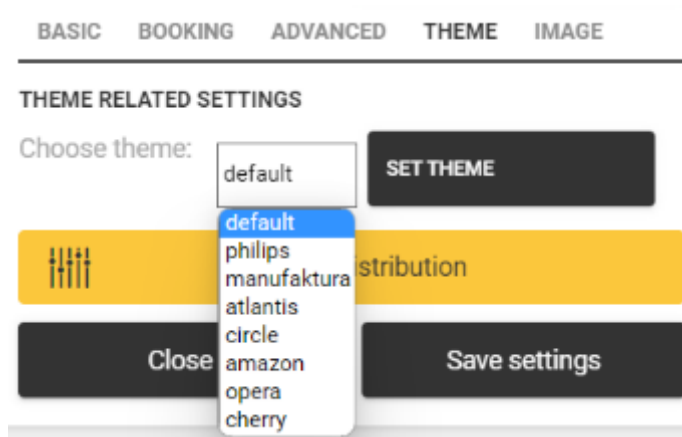 BASIC BOOKING ADVANCED THEME IMAGE
THEME RELATED SETTINGS
Choose theme:
default
SET THEME
default
philips
manufaktura
atlantis
circle
amazon
opera
cherry
Close
Save settings